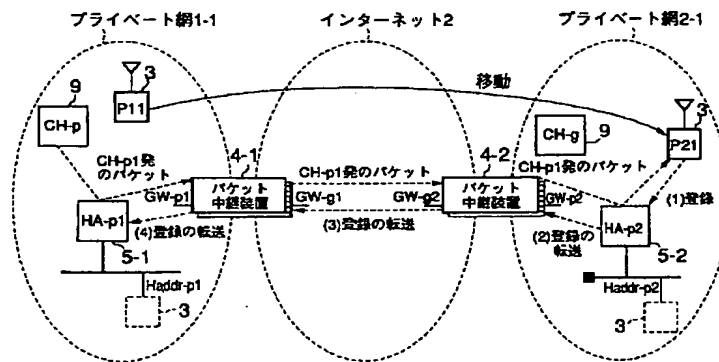 プライベート網1-1
インターネット2
プライベート網2-1
9
CH-p
3
P11
移動
CH-g
9
3
P21
CH-p1発の
パケット
4-1
CH-p1発のパケット
4-2
CH-p1発のパケット
GW-p1
パケット
中継装置
GW-g1
GW-g2
パケット
中継装置
GW-p2
(1)登録
HA-p1
(4)登録の転送
(3)登録の転送
(2)登録の
転送
HA-p2
5-1
5-2
Haddr-p1
3
Haddr-p2
3